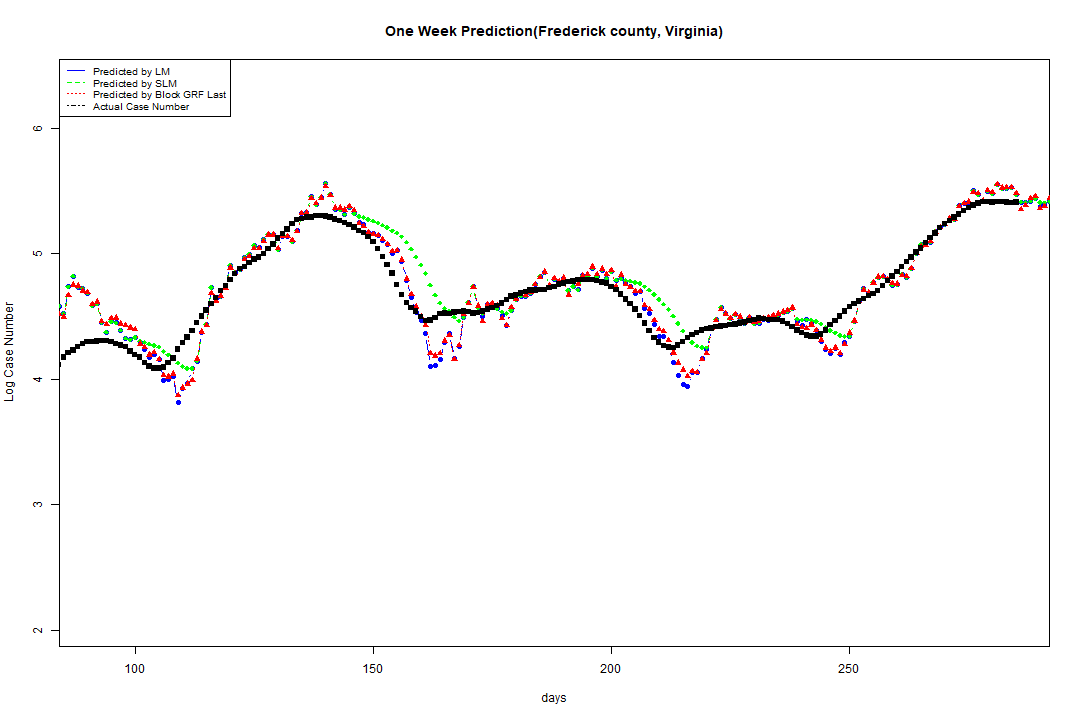 One Week Prediction(Frederick county, Virginia)
Predicted by LM
Predicted by SLM
Predicted by Block GRF Last
Actual Case Number
6
5
4
3
2
Log Case Number
100
150
200
250
days